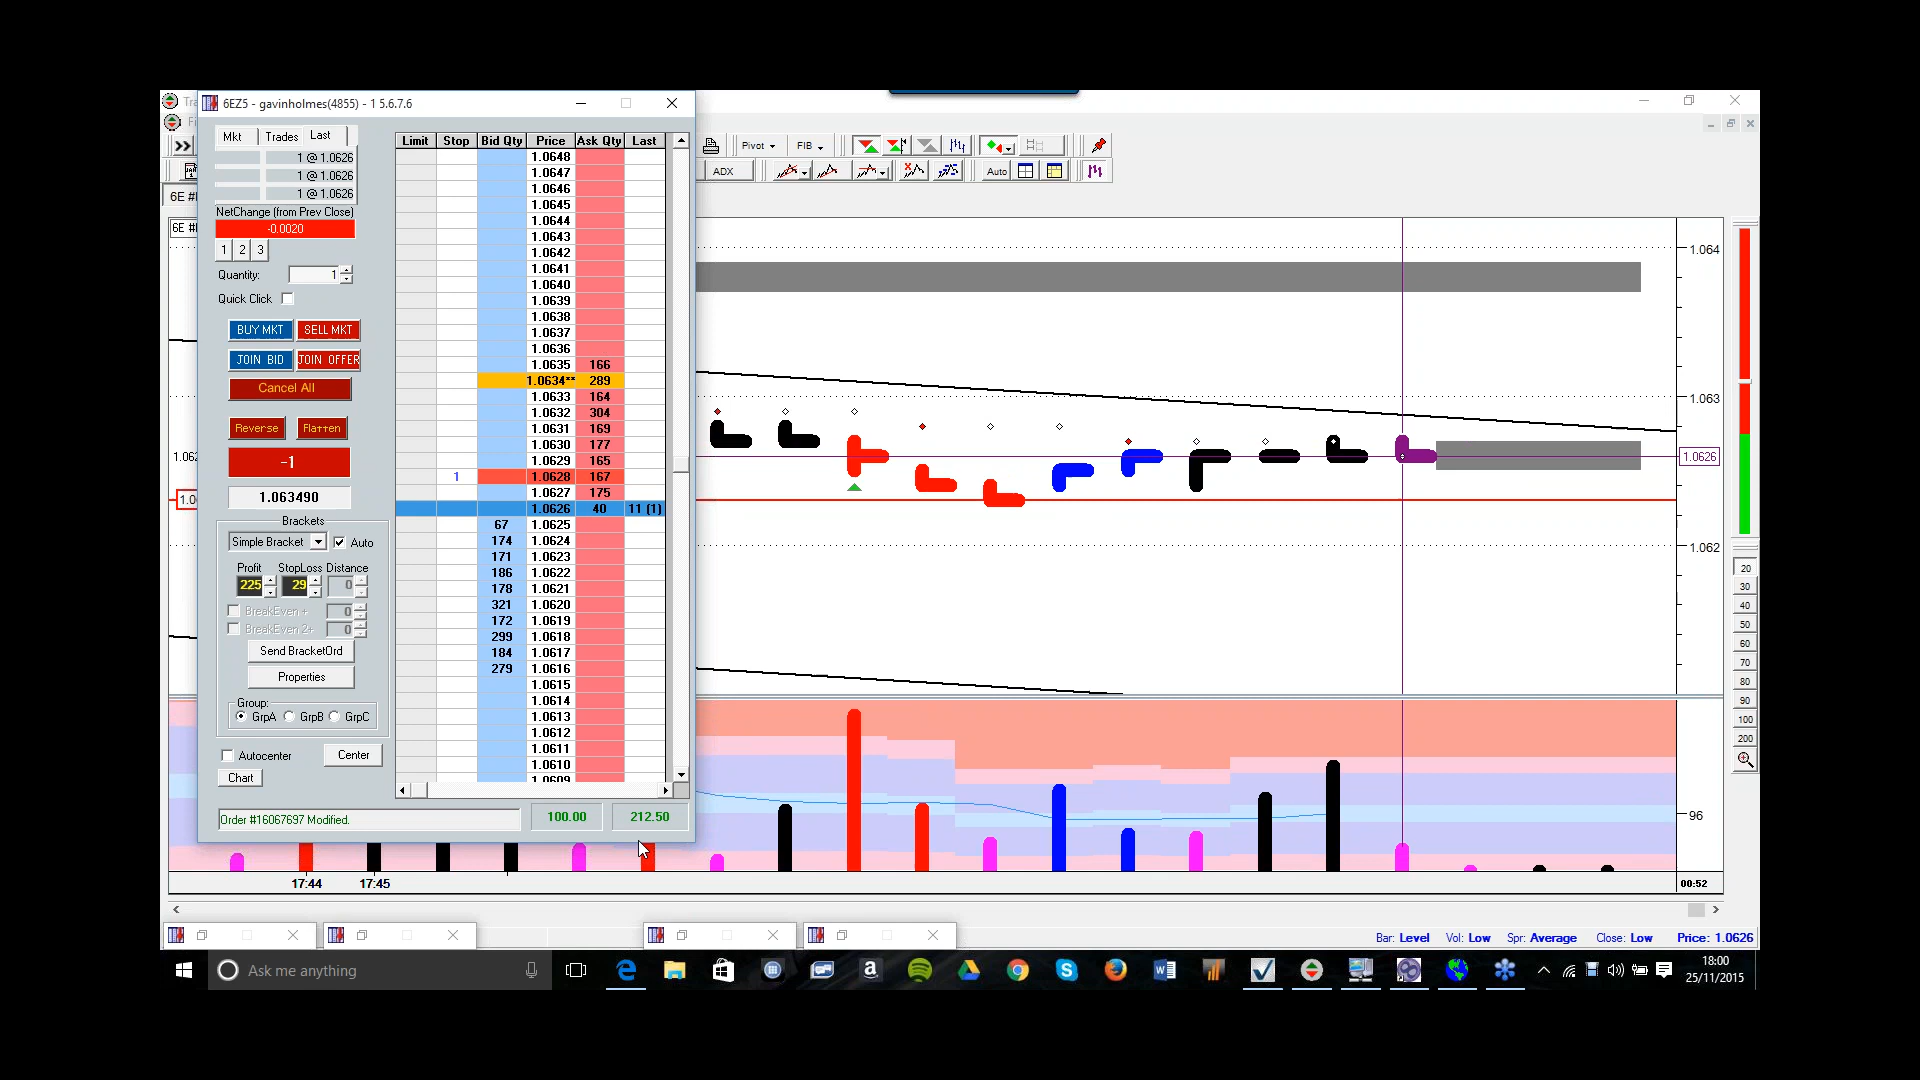 Tra
6EZ5 - gavinholmes(4855) - 1 5.6.7.6
Fi
Mkt Trades Last
1 @ 1.0626
1 @ 1.0626
1 @ 1.0626
NetChange (from Prev Close)
-0.0020
1 2 3
Quantity: 1
Quick Click
BUY MKT SELL MKT
JOIN BID JOIN OFFER
Cancel All
Reverse Flatten
-1
1.063490
Brackets
Simple Bracket Auto
Profit StopLoss Distance
225 29 0
BreakEven + 0
BreakEven 2+ 0
Send BracketOrd
Properties
Group:
GrpA GrpB GrpC
Autocenter Center
Chart
Order #16067697 Modified. 100.00 212.50
Limit Stop Bid Qty Price Ask Qty Last
1.0648
1.0647
1.0646
1.0645
1.0644
1.0643
1.0642
1.0641
1.0640
1.0639
1.0638
1.0637
1.0636
1.0635 166
1.0634** 289
1.0633 164
1.0632 304
1.0631 169
1.0630 177
1.0629 165
1 1.0628 167
1.0627 175
1.0626 40 11 (1)
67 1.0625
174 1.0624
171 1.0623
186 1.0622
178 1.0621
321 1.0620
172 1.0619
299 1.0618
184 1.0617
279 1.0616
1.0615
1.0614
1.0613
1.0612
1.0611
1.0610
1.0609
Pivot FIB
ADX Auto
6E #
6E #
1.064
1.063
1.062
1.0626
1.062
1.0
20
30
40
50
60
70
80
90
100
200
96
17:44 17:45
00:52
Bar: Level Vol: Low Spr: Average Close: Low Price: 1.0626
Ask me anything
18:00
25/11/2015